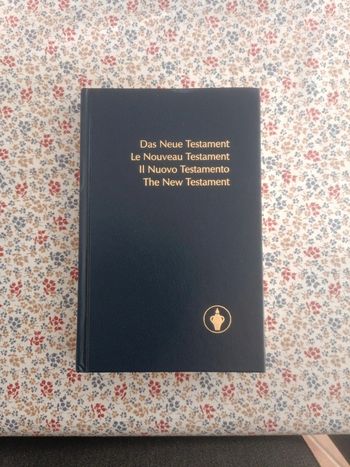 Das Neue Testament
Le Nouveau Testament
Il Nuovo Testamento
The New Testament